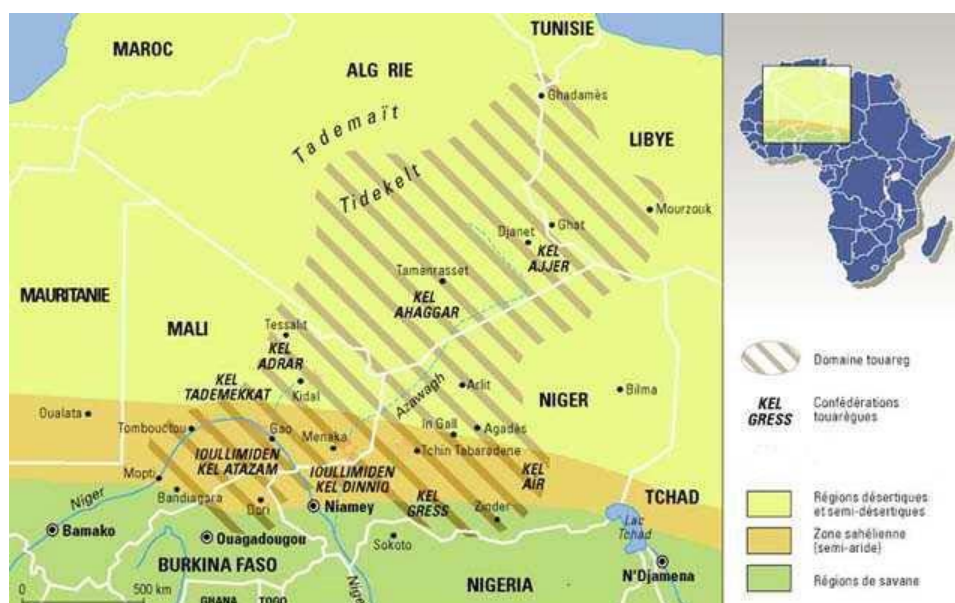 TUNISIE
MAROC
ALG RIE
Ghadamès
Tademaït
LIBYE
Tidekelt
Mourzouk
Ghat
Djanet
KEL
AJJER
Tamanrasset
KEL
AHAGGAR
MAURITANIE
MALI
Tessalit
KEL
ADRAR
KEL
TADEMEKKAT
Kidal
Azawagh
Arlit
NIGER
Bilma
Oualata
Tombouctou
Gao
Menaka
In Gall
Agadès
Tchin Tabaradene
IOULLIMIDEN
KEL ATAZAM
IOULLIMIDEN
KEL DINNIG
KEL
AÏR
Mopti
Niger
Bandiagara
Dori
Niamey
KEL
GRESS
Zinder
TCHAD
Lac
Tchad
Bamako
Ouagadougou
Sokoto
BURKINA FASO
Niger
NIGERIA
N'Djamena
0 500 km
GHANA
TOGO
Domaine touareg
KEL
GRESS
Confédérations
touarègues
Régions désertiques
et semi-désertiques
Zone sahélienne
(semi-aride)
Régions de savane